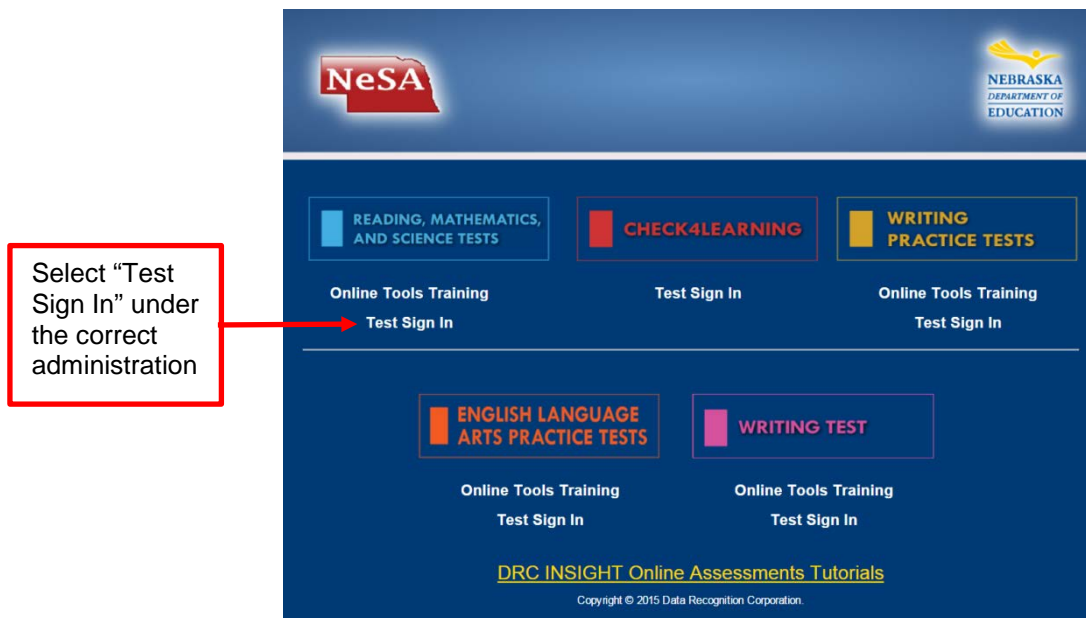 NeSA
NEBRASKA
DEPARTMENT OF
EDUCATION
READING, MATHEMATICS,
AND SCIENCE TESTS
Online Tools Training
Test Sign In
CHECK4LEARNING
Test Sign In
WRITING
PRACTICE TESTS
Online Tools Training
Test Sign In
Select “Test
Sign In” under
the correct
administration
ENGLISH LANGUAGE
ARTS PRACTICE TESTS
Online Tools Training
Test Sign In
WRITING TEST
Online Tools Training
Test Sign In
DRC INSIGHT Online Assessments Tutorials
Copyright © 2015 Data Recognition Corporation.